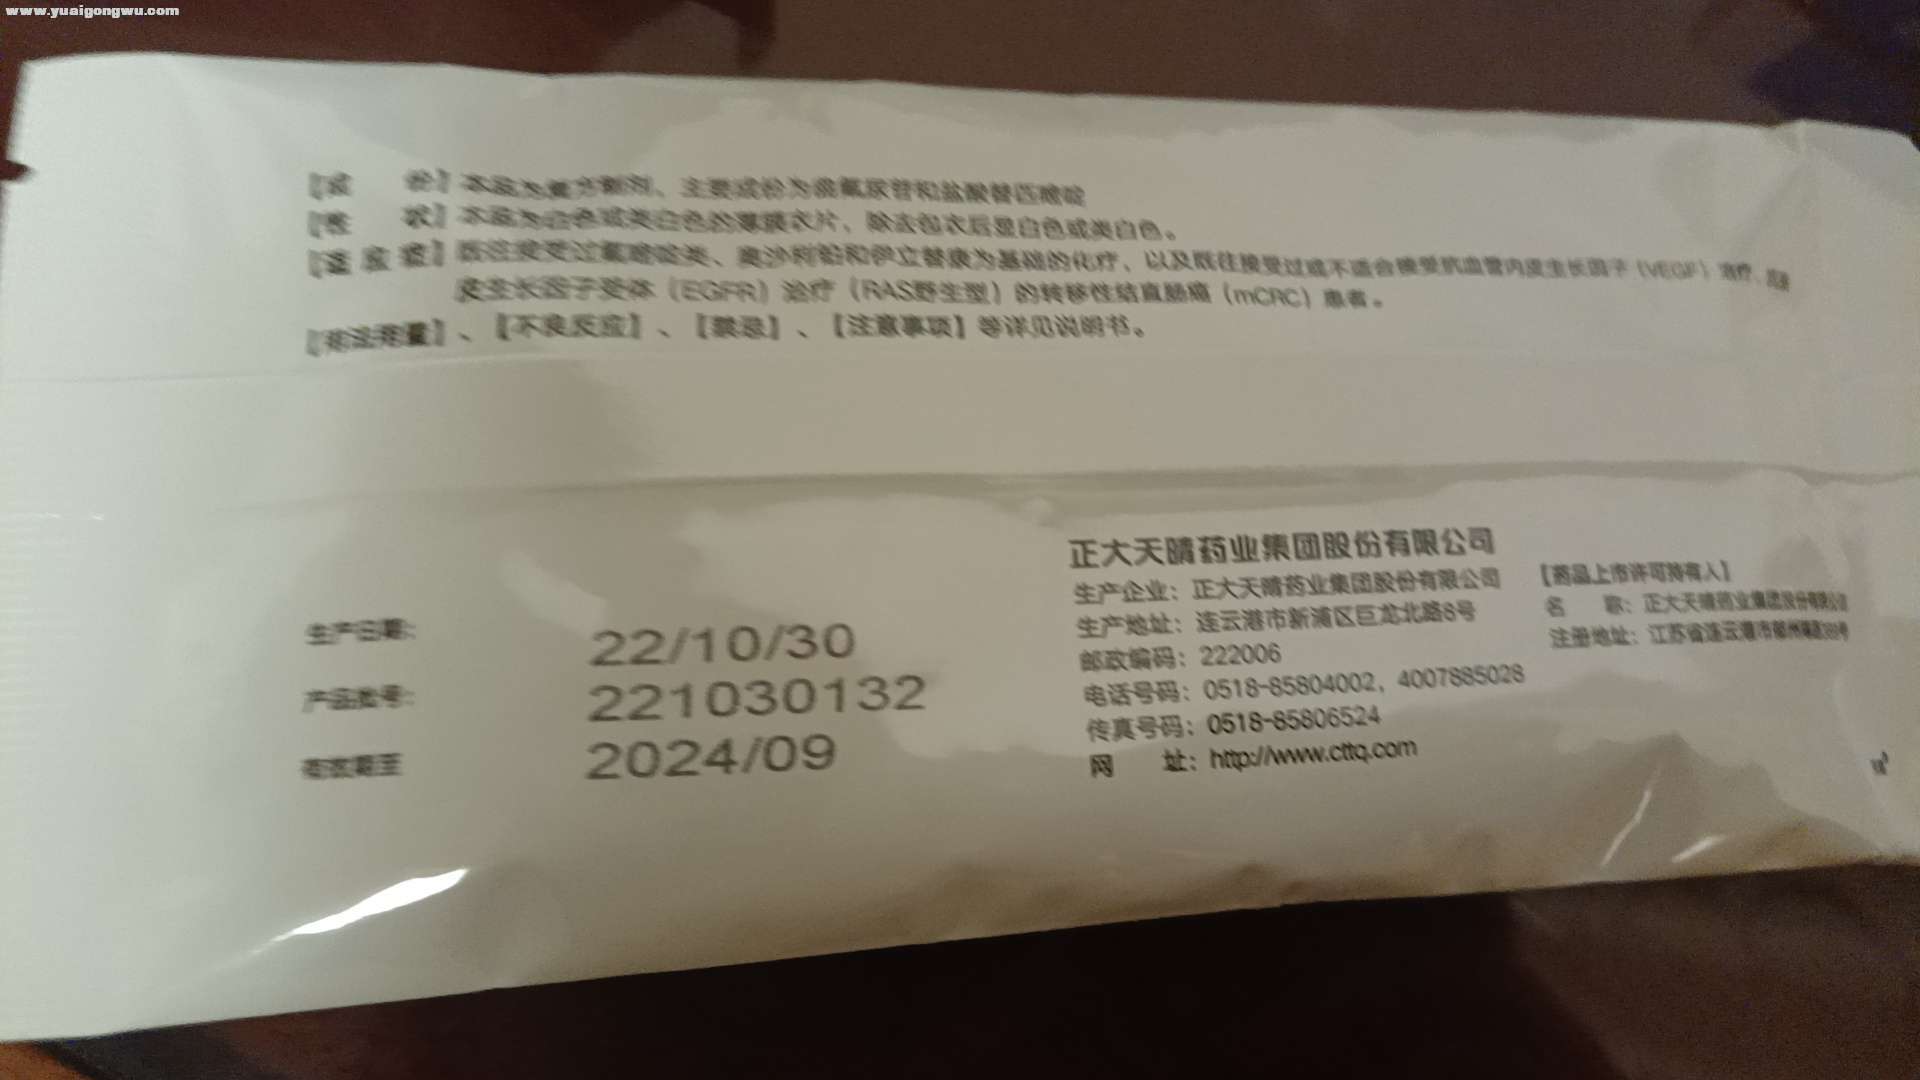 www.yuaigongwu.com
【成 份】本品为复方制剂、主要成份为曲氟尿苷和盐酸替匹嘧啶
【性 状】本品为白色或类白色的薄膜衣片，除去包衣后显白色或类白色。
【适应症】既往接受过氟嘧啶类、奥沙利铂和伊立替康为基础的化疗，以及既往接受过或不适合接受抗血管内皮生长因子（VEGF）治疗、
皮生长因子受体（EGFR）治疗（RAS野生型）的转移性结直肠癌（mCRC）患者。
【用法用量】、【不良反应】、【禁忌】、【注意事项】等详见说明书。
生产日期： 22/10/30
产品批号： 221030132
有效期至 2024/09
正大天晴药业集团股份有限公司
生产企业：正大天晴药业集团股份有限公司
生产地址：连云港市新浦区巨龙北路8号
邮政编码：222006
电话号码：0518-85804002，4007885028
传真号码：0518-85806524
网 址：http://www.cttq.com
【药品上市许可持有人】
名 称：正大天晴药业集团股份有限公司
注册地址：江苏省连云港市郁州南路369号